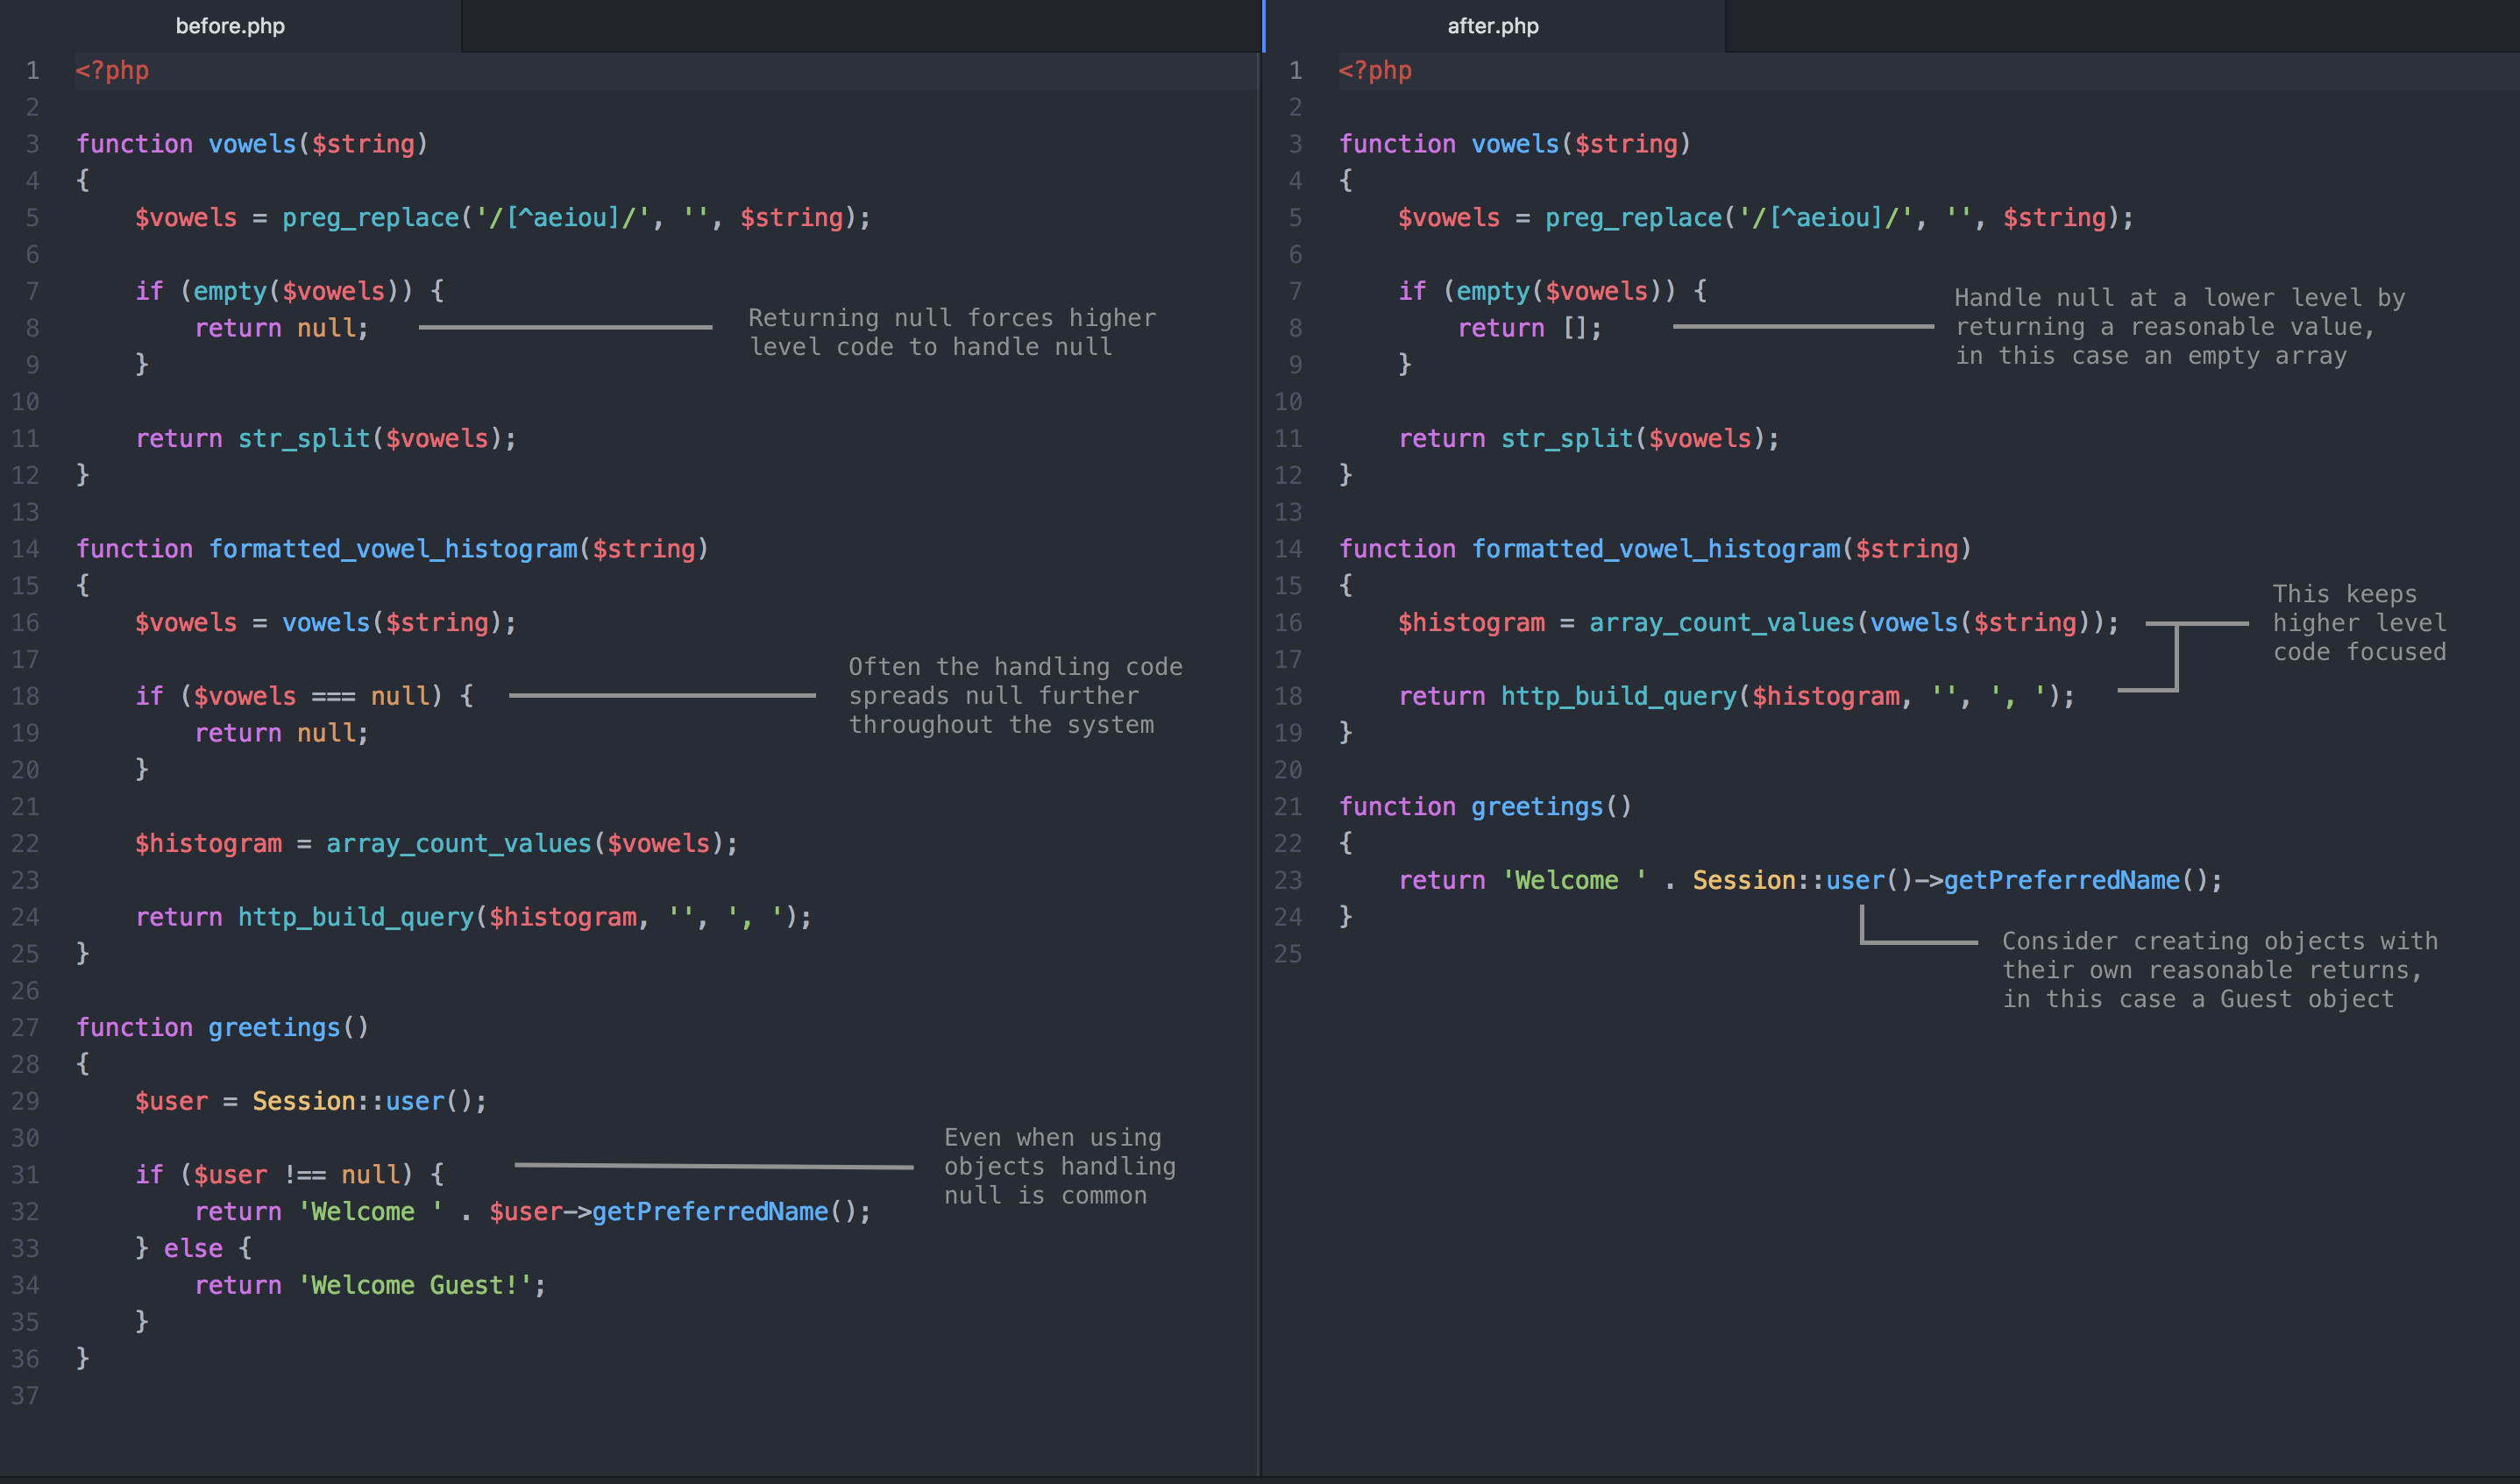 before.php
1 <?php
2
3 function vowels($string)
4 {
5     $vowels = preg_replace('/[^aeiou]/', '', $string);
6
7     if (empty($vowels)) {
8         return null;
Returning null forces higher
level code to handle null
9     }
10
11     return str_split($vowels);
12 }
13
14 function formatted_vowel_histogram($string)
15 {
16     $vowels = vowels($string);
17
18     if ($vowels === null) {
Often the handling code
spreads null further
throughout the system
19         return null;
20     }
21
22     $histogram = array_count_values($vowels);
23
24     return http_build_query($histogram, '', ', ');
25 }
26
27 function greetings()
28 {
29     $user = Session::user();
30
31     if ($user !== null) {
Even when using
objects handling
null is common
32         return 'Welcome ' . $user->getPreferredName();
33     } else {
34         return 'Welcome Guest!';
35     }
36 }
37
after.php
1 <?php
2
3 function vowels($string)
4 {
5     $vowels = preg_replace('/[^aeiou]/', '', $string);
6
7     if (empty($vowels)) {
8         return [];
Handle null at a lower level by
returning a reasonable value,
in this case an empty array
9     }
10
11     return str_split($vowels);
12 }
13
14 function formatted_vowel_histogram($string)
15 {
16     $histogram = array_count_values(vowels($string));
This keeps
higher level
code focused
17
18     return http_build_query($histogram, '', ', ');
19 }
20
21 function greetings()
22 {
23     return 'Welcome ' . Session::user()->getPreferredName();
24 }
Consider creating objects with
their own reasonable returns,
in this case a Guest object
25